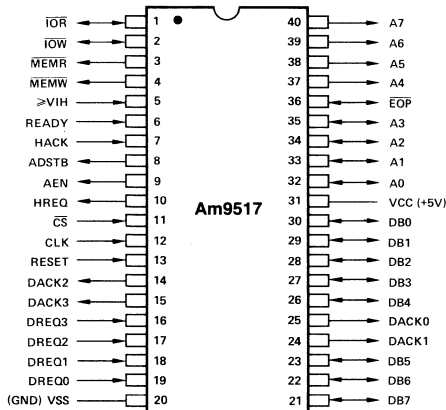 IOR 1 40 A7
IOW 2 39 A6
MEMR 3 38 A5
MEMW 4 37 A4
≥VIH 5 36 EOP
READY 6 35 A3
HACK 7 34 A2
ADSTB 8 33 A1
AEN 9 32 A0
HREQ 10 31 VCC (+5V)
Am9517
CS 11 30 DB0
CLK 12 29 DB1
RESET 13 28 DB2
DACK2 14 27 DB3
DACK3 15 26 DB4
DREQ3 16 25 DACK0
DREQ2 17 24 DACK1
DREQ1 18 23 DB5
DREQ0 19 22 DB6
(GND) VSS 20 21 DB7